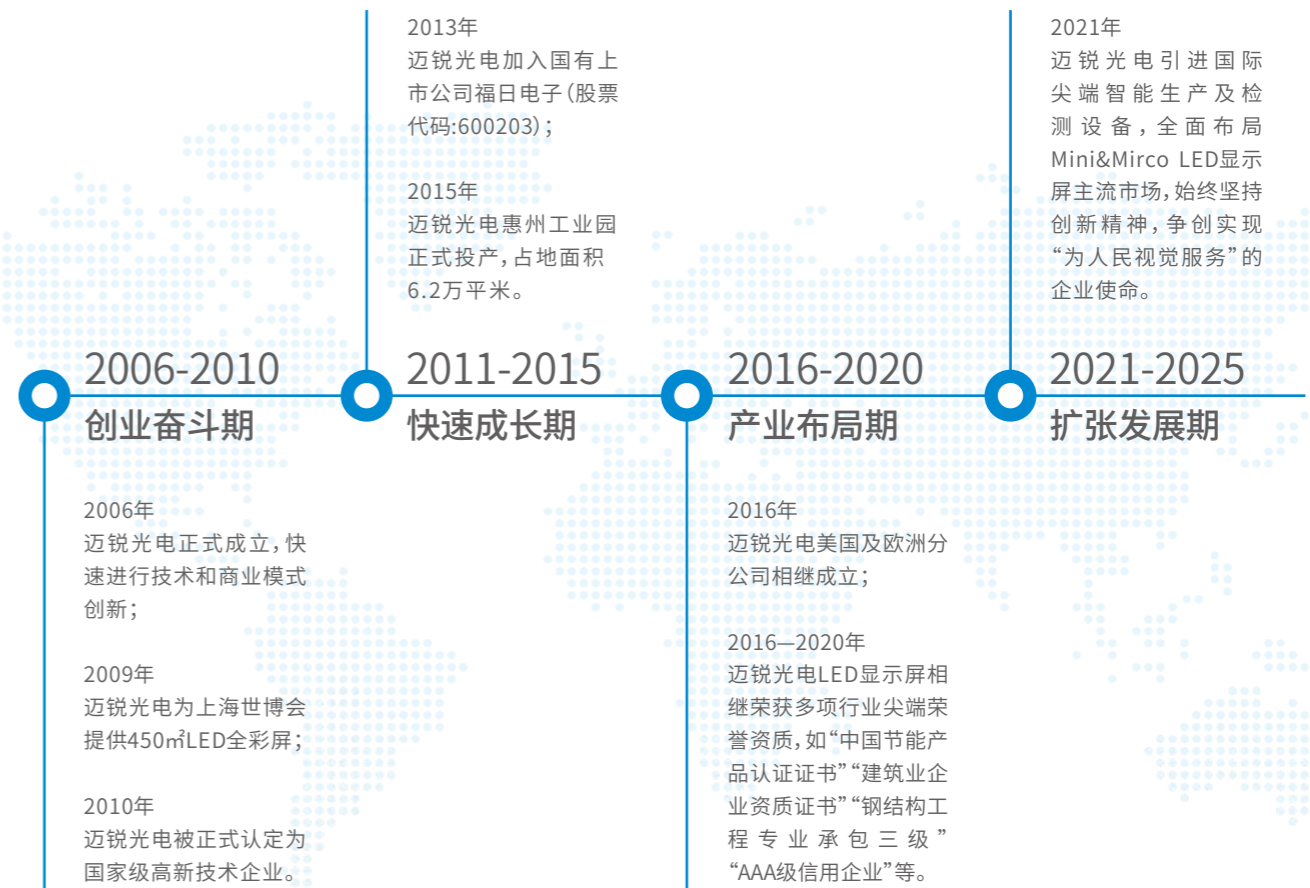 2013年
迈锐光电加入国有上
市公司福日电子(股票
代码:600203)；
2015年
迈锐光电惠州工业园
正式投产，占地面积
6.2万平米。
2021年
迈锐光电引进国际
尖端智能生产及检
测设备，全面布局
Mini&Mirco LED显示
屏主流市场，始终坚持
创新精神，争创实现
“为人民视觉服务”的
企业使命。
2006-2010
创业奋斗期
2011-2015
快速成长期
2016-2020
产业布局期
2021-2025
扩张发展期
2006年
迈锐光电正式成立，快
速进行技术和商业模式
创新；
2009年
迈锐光电为上海世博会
提供450㎡LED全彩屏；
2010年
迈锐光电被正式认定为
国家级高新技术企业。
2016年
迈锐光电美国及欧洲分
公司相继成立；
2016—2020年
迈锐光电LED显示屏相
继荣获多项行业尖端荣
誉资质，如“中国节能产
品认证证书”“建筑业企
业资质证书”“钢结构工
程专业承包三级”
“AAA级信用企业”等。